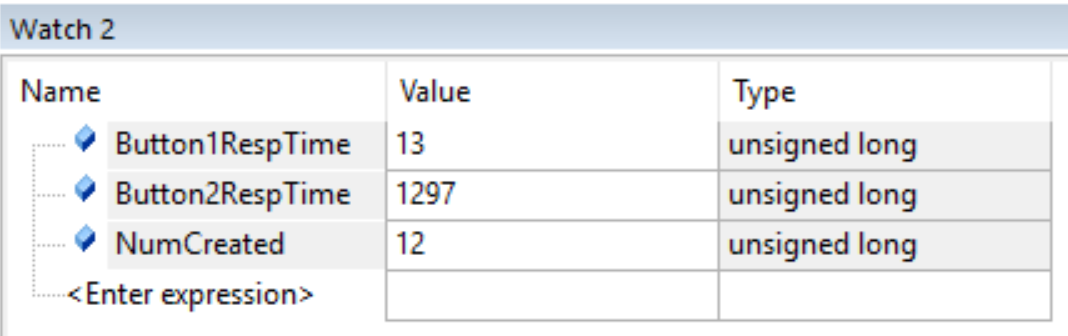 Watch 2
Name Value Type
Button1RespTime 13 unsigned long
Button2RespTime 1297 unsigned long
NumCreated 12 unsigned long
<Enter expression>